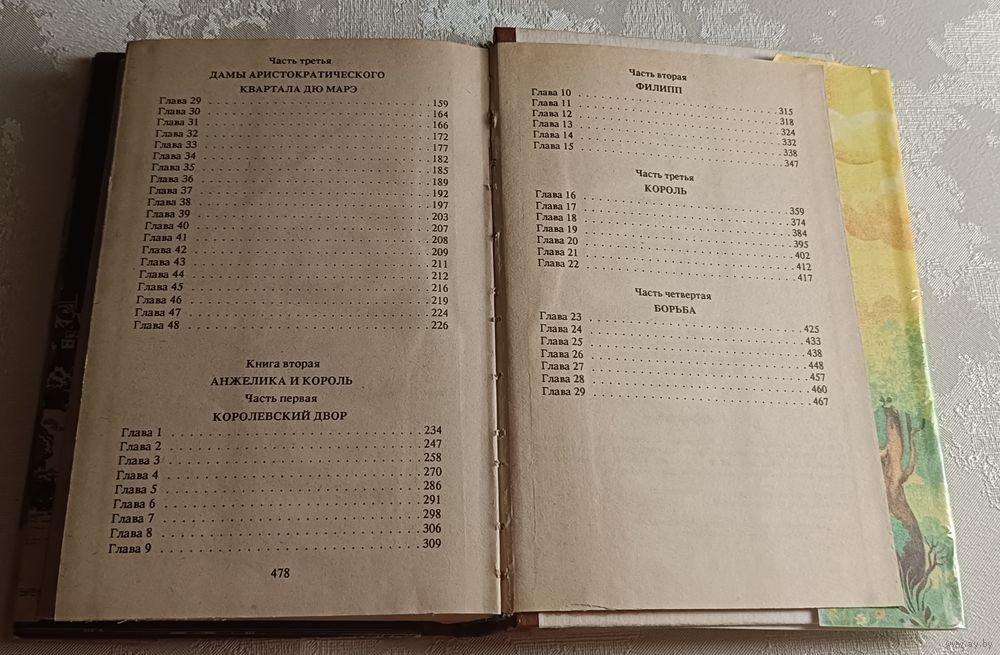 Часть третья
ДАМЫ АРИСТОКРАТИЧЕСКОГО
КВАРТАЛА ДЮ МАРЭ
Глава 29 . . . . . . . . . . 159
Глава 30 . . . . . . . . . . 164
Глава 31 . . . . . . . . . . 166
Глава 32 . . . . . . . . . . 172
Глава 33 . . . . . . . . . . 177
Глава 34 . . . . . . . . . . 182
Глава 35 . . . . . . . . . . 185
Глава 36 . . . . . . . . . . 189
Глава 37 . . . . . . . . . . 192
Глава 38 . . . . . . . . . . 197
Глава 39 . . . . . . . . . . 203
Глава 40 . . . . . . . . . . 207
Глава 41 . . . . . . . . . . 208
Глава 42 . . . . . . . . . . 209
Глава 43 . . . . . . . . . . 211
Глава 44 . . . . . . . . . . 212
Глава 45 . . . . . . . . . . 216
Глава 46 . . . . . . . . . . 219
Глава 47 . . . . . . . . . . 224
Глава 48 . . . . . . . . . . 226
Книга вторая
АНЖЕЛИКА И КОРОЛЬ
Часть первая
КОРОЛЕВСКИЙ ДВОР
Глава 1 . . . . . . . . . . 234
Глава 2 . . . . . . . . . . 247
Глава 3 . . . . . . . . . . 258
Глава 4 . . . . . . . . . . 270
Глава 5 . . . . . . . . . . 286
Глава 6 . . . . . . . . . . 291
Глава 7 . . . . . . . . . . 298
Глава 8 . . . . . . . . . . 306
Глава 9 . . . . . . . . . . 309
478
Часть вторая
ФИЛИПП
Глава 10 . . . . . . . . . . 315
Глава 11 . . . . . . . . . . 318
Глава 12 . . . . . . . . . . 324
Глава 13 . . . . . . . . . . 332
Глава 14 . . . . . . . . . . 338
Глава 15 . . . . . . . . . . 347
Часть третья
КОРОЛЬ
Глава 16 . . . . . . . . . . 359
Глава 17 . . . . . . . . . . 374
Глава 18 . . . . . . . . . . 384
Глава 19 . . . . . . . . . . 395
Глава 20 . . . . . . . . . . 402
Глава 21 . . . . . . . . . . 412
Глава 22 . . . . . . . . . . 417
Часть четвертая
БОРЬБА
Глава 23 . . . . . . . . . . 425
Глава 24 . . . . . . . . . . 433
Глава 25 . . . . . . . . . . 438
Глава 26 . . . . . . . . . . 448
Глава 27 . . . . . . . . . . 457
Глава 28 . . . . . . . . . . 460
Глава 29 . . . . . . . . . . 467